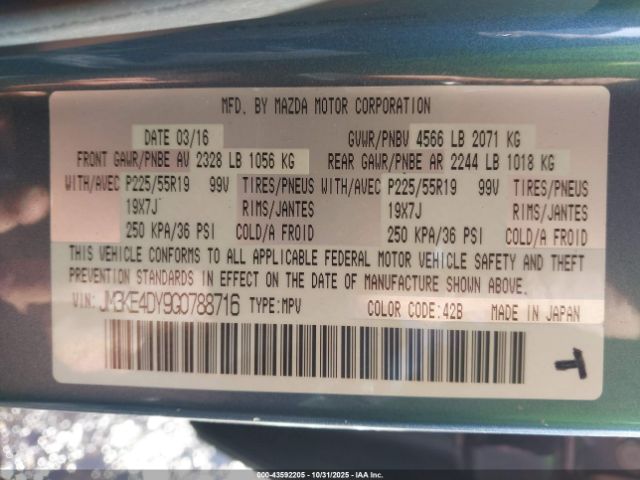 MFD. BY MAZDA MOTOR CORPORATION
DATE 03/16 GVWR/PNBV 4566 LB 2071 KG
FRONT GAWR/PNBE AV 2328 LB 1056 KG REAR GAWR/PNBE AR 2244 LB 1018 KG
WITH/AVEC P225/55R19 99V TIRES/PNEUS WITH/AVEC P225/55R19 99V TIRES/PNEUS
19X7J RIMS/JANTES 19X7J RIMS/JANTES
250 KPA/36 PSI COLD/A FROID 250 KPA/36 PSI COLD/A FROID
THIS VEHICLE CONFORMS TO ALL APPLICABLE FEDERAL MOTOR VEHICLE SAFETY AND THEFT
PREVENTION STANDARDS IN EFFECT ON THE DATE OF MANUFACTURE SHOWN ABOVE.
VIN: JM3KE4DY9G0788716 TYPE:MPV COLOR CODE:42B MADE IN JAPAN
T
000-43592205 - 10/31/2025 - Copyright © 2025 IAA, Inc.